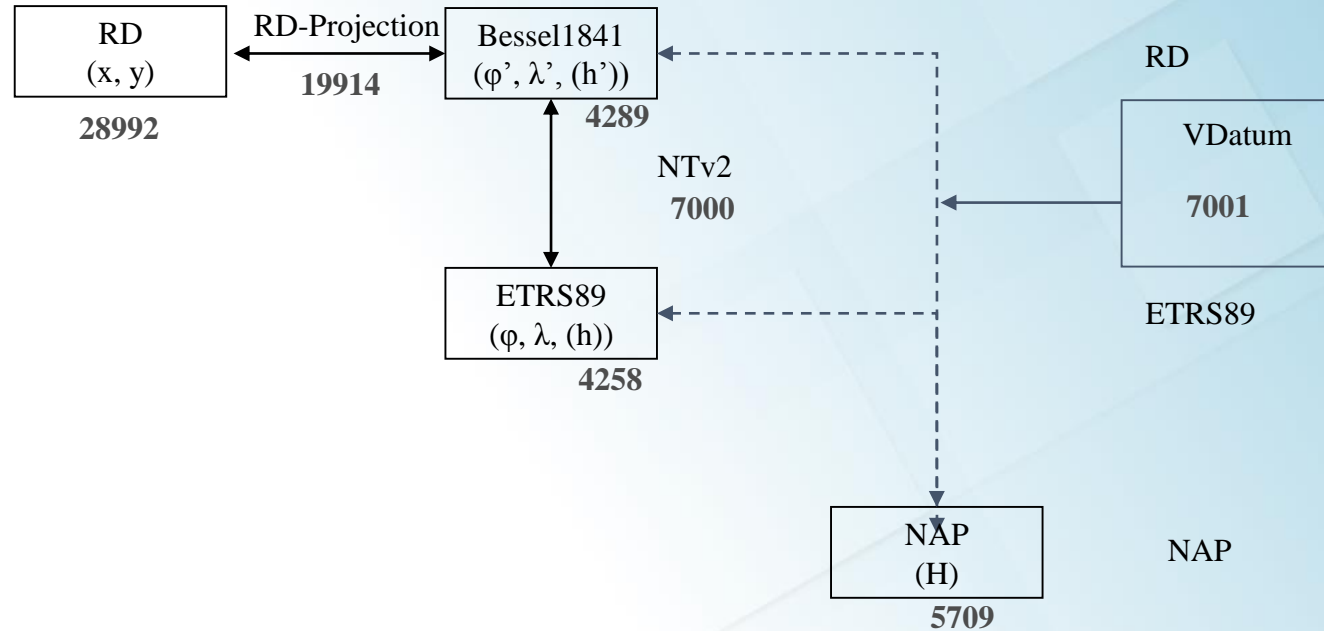 RD
(x, y)
28992
RD-Projection
19914
Bessel1841
(φ’, λ’, (h’))
4289
NTv2
7000
ETRS89
(φ, λ, (h))
4258
RD
VDatum
7001
ETRS89
NAP
(H)
5709
NAP